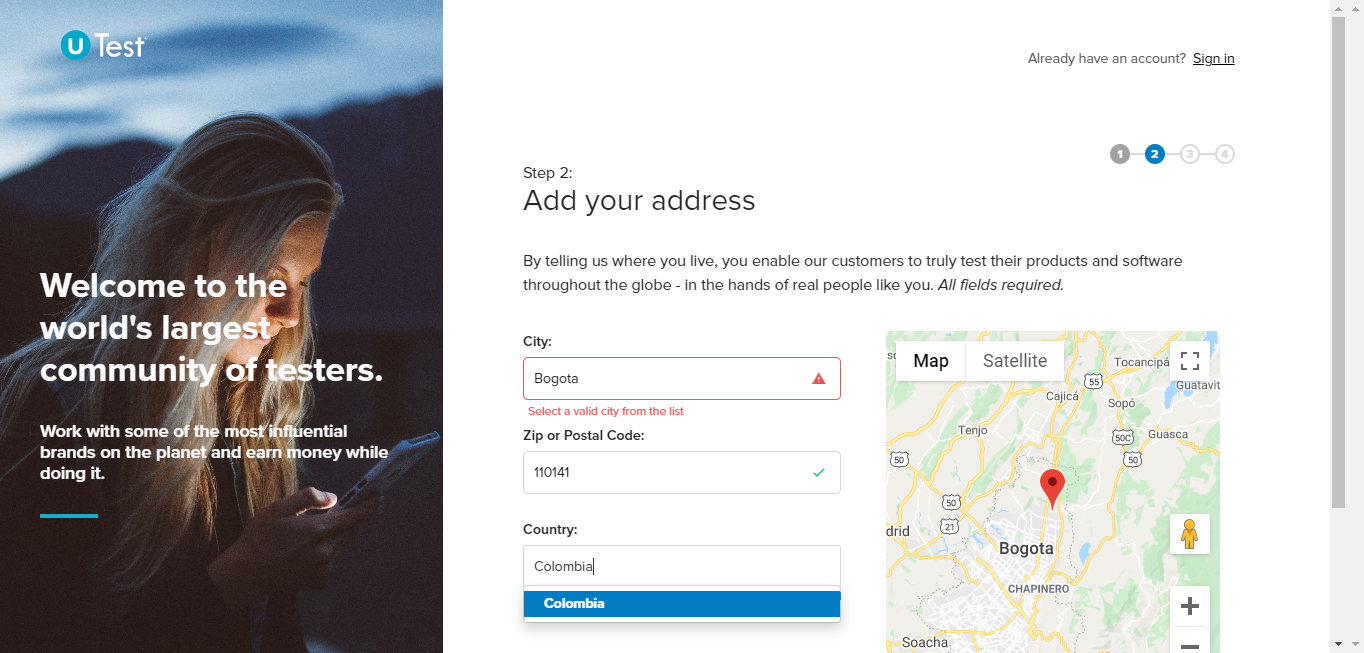 U Test
Welcome to the
world's largest
community of testers.
Work with some of the most influential
brands on the planet and earn money while
doing it.
Already have an account? Sign in
1 2 3 4
Step 2:
Add your address
By telling us where you live, you enable our customers to truly test their products and software
throughout the globe - in the hands of real people like you. All fields required.
City:
Bogota
Select a valid city from the list
Zip or Postal Code:
110141
Country:
Colombia
Colombia
Map Satellite
Tocancipá
55
Guatavit
Cajicá
Sopó
Tenjo
50C
Guasca
50
50
50
21
drid
Bogota
CHAPINERO
Soacha